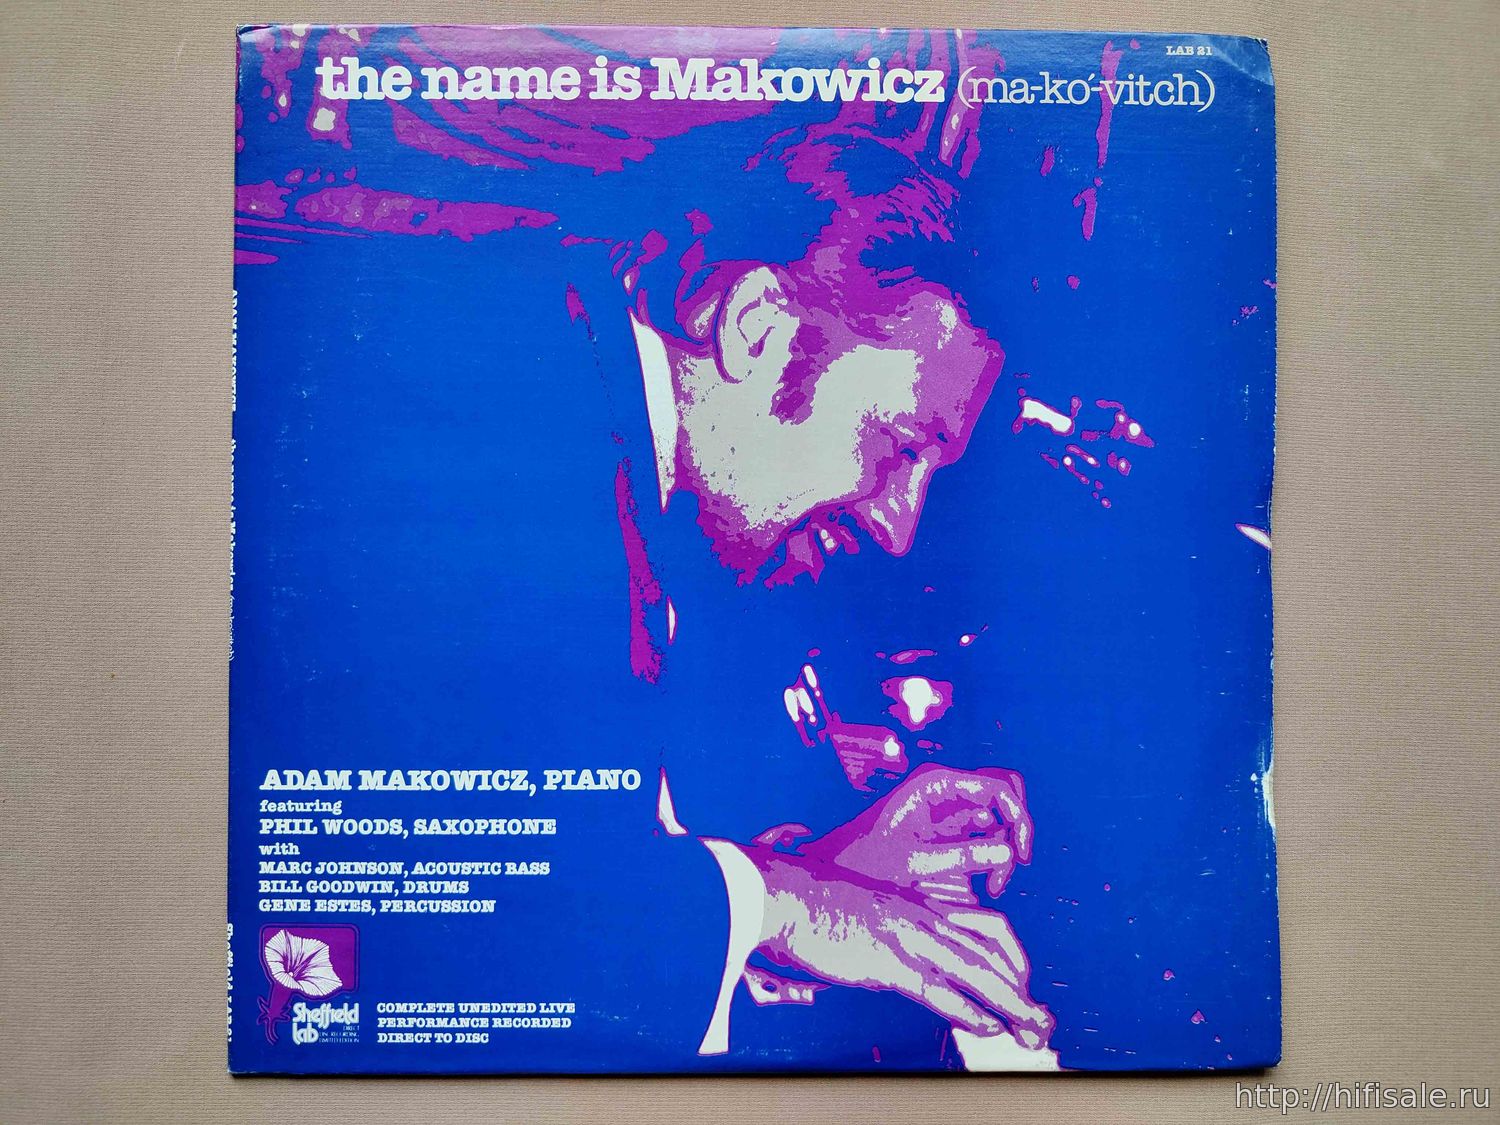 LAB 21
the name is Makowicz (ma-kó-vitch)
ADAM MAKOWICZ, PIANO
featuring
PHIL WOODS, SAXOPHONE
with
MARC JOHNSON, ACOUSTIC BASS
BILL GOODWIN, DRUMS
GENE ESTES, PERCUSSION
Sheffield
lab
COMPLETE UNEDITED LIVE
PERFORMANCE RECORDED
DIRECT TO DISC
http://hifisale.ru